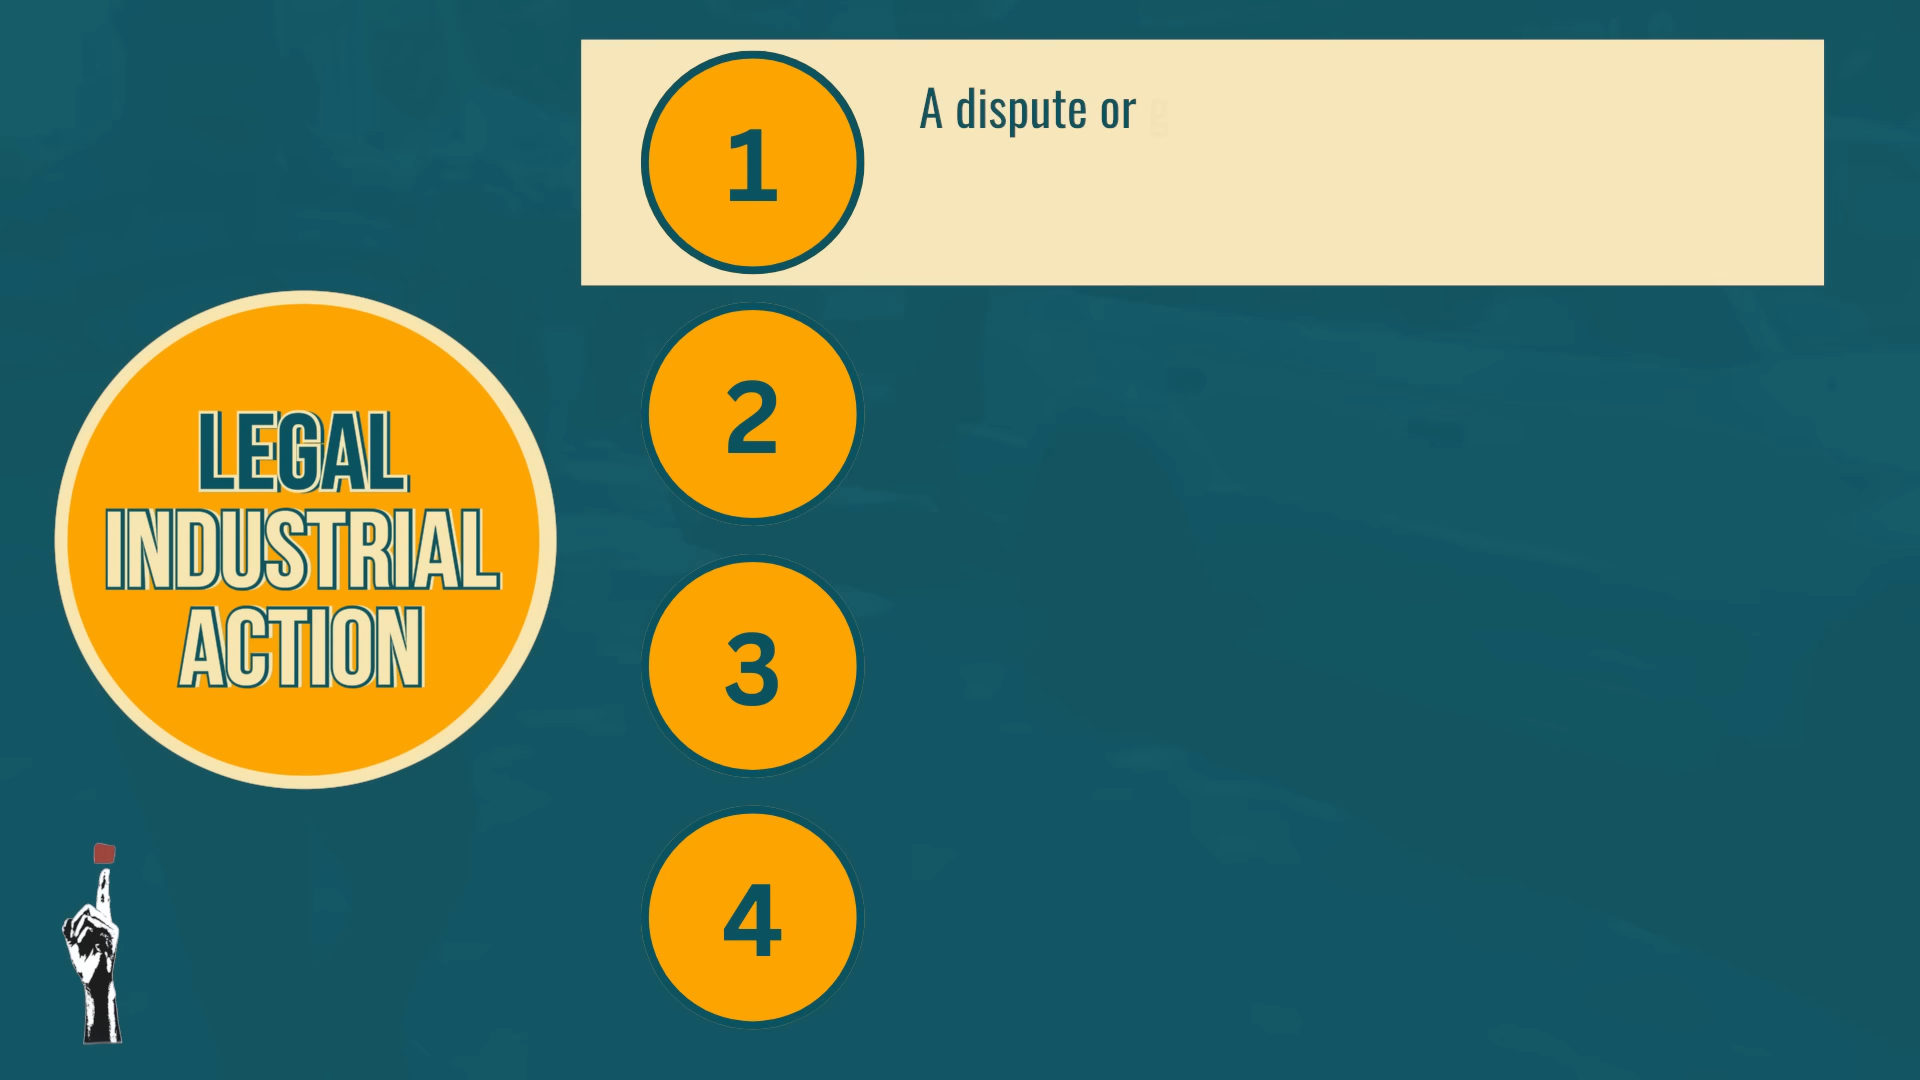 LEGAL
INDUSTRIAL
ACTION
1
A dispute or
2
3
4